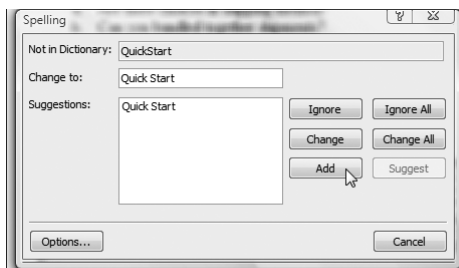 Spelling
Not in Dictionary: QuickStart
Change to: Quick Start
Suggestions: Quick Start
Ignore Ignore All
Change Change All
Add Suggest
Options... Cancel